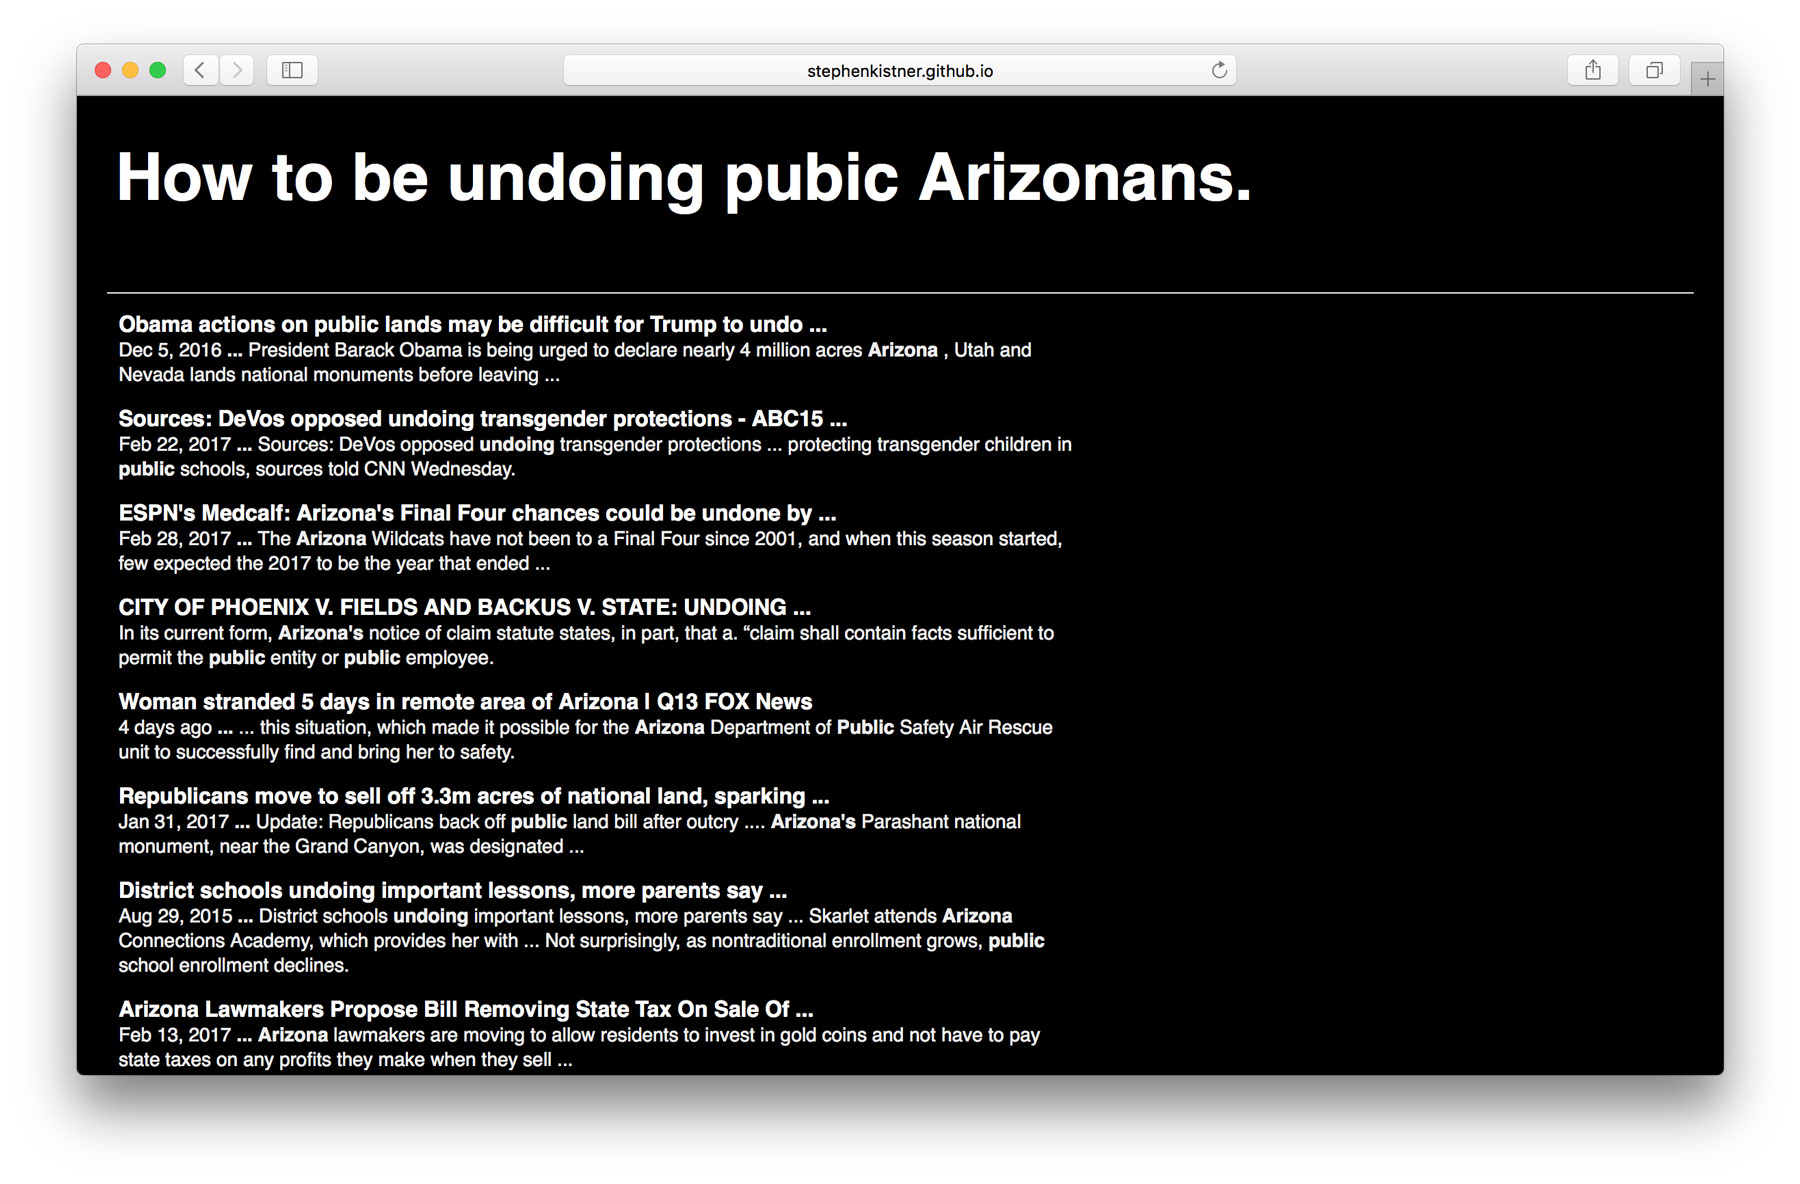 stephenkistner.github.io
How to be undoing pubic Arizonans.
Obama actions on public lands may be difficult for Trump to undo ...
Dec 5, 2016 ... President Barack Obama is being urged to declare nearly 4 million acres Arizona , Utah and
Nevada lands national monuments before leaving ...
Sources: DeVos opposed undoing transgender protections - ABC15 ...
Feb 22, 2017 ... Sources: DeVos opposed undoing transgender protections ... protecting transgender children in
public schools, sources told CNN Wednesday.
ESPN's Medcalf: Arizona's Final Four chances could be undone by ...
Feb 28, 2017 ... The Arizona Wildcats have not been to a Final Four since 2001, and when this season started,
few expected the 2017 to be the year that ended ...
CITY OF PHOENIX V. FIELDS AND BACKUS V. STATE: UNDOING ...
In its current form, Arizona's notice of claim statute states, in part, that a. “claim shall contain facts sufficient to
permit the public entity or public employee.
Woman stranded 5 days in remote area of Arizona | Q13 FOX News
4 days ago ... ... this situation, which made it possible for the Arizona Department of Public Safety Air Rescue
unit to successfully find and bring her to safety.
Republicans move to sell off 3.3m acres of national land, sparking ...
Jan 31, 2017 ... Update: Republicans back off public land bill after outcry .... Arizona's Parashant national
monument, near the Grand Canyon, was designated ...
District schools undoing important lessons, more parents say ...
Aug 29, 2015 ... District schools undoing important lessons, more parents say ... Skarlet attends Arizona
Connections Academy, which provides her with ... Not surprisingly, as nontraditional enrollment grows, public
school enrollment declines.
Arizona Lawmakers Propose Bill Removing State Tax On Sale Of ...
Feb 13, 2017 ... Arizona lawmakers are moving to allow residents to invest in gold coins and not have to pay
state taxes on any profits they make when they sell ...